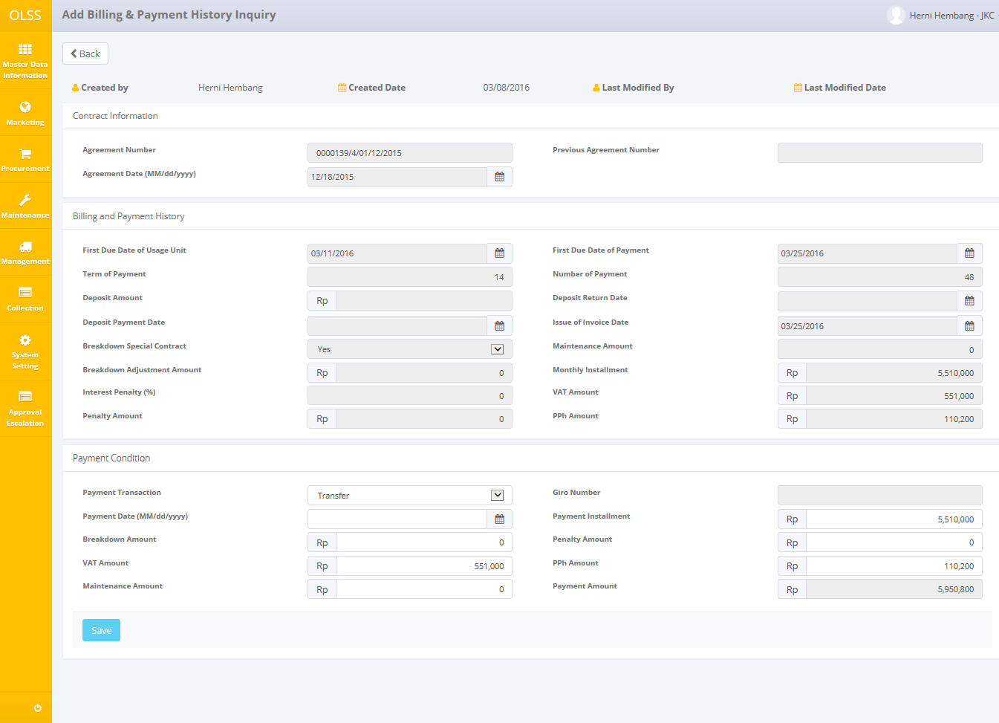 OLSS
Add Billing & Payment History Inquiry
Herni Hembang - JKC
Master Data
Information
Marketing
Procurement
Maintenance
Management
Collection
System
Setting
Approval
Escalation
Back
Created by Herni Hembang Created Date 03/08/2016 Last Modified By Last Modified Date
Contract Information
Agreement Number 0000139/4/01/12/2015 Previous Agreement Number
Agreement Date (MM/dd/yyyy) 12/18/2015
Billing and Payment History
First Due Date of Usage Unit 03/11/2016 First Due Date of Payment 03/25/2016
Term of Payment 14 Number of Payment 48
Deposit Amount Rp Deposit Return Date
Deposit Payment Date Issue of Invoice Date 03/25/2016
Breakdown Special Contract Yes Maintenance Amount 0
Breakdown Adjustment Amount Rp 0 Monthly Installment Rp 5,510,000
Interest Penalty (%) 0 VAT Amount Rp 551,000
Penalty Amount Rp 0 PPh Amount Rp 110,200
Payment Condition
Payment Transaction Transfer Giro Number
Payment Date (MM/dd/yyyy) Payment Installment Rp 5,510,000
Breakdown Amount Rp 0 Penalty Amount Rp 0
VAT Amount Rp 551,000 PPh Amount Rp 110,200
Maintenance Amount Rp 0 Payment Amount Rp 5,950,800
Save